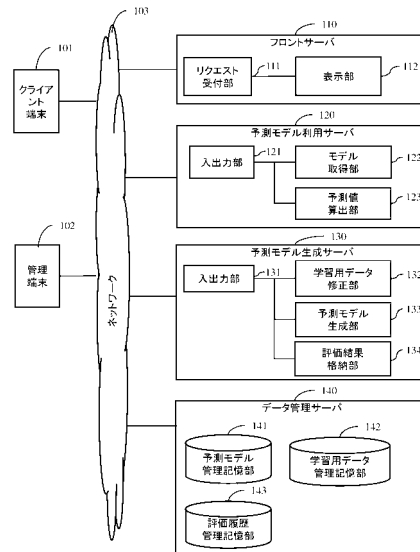 103
101
クライア
ント
端末
102
管理
端末
ネットワーク
110
フロントサーバ
リクエスト
受付部
111
表示部
112
120
予測モデル利用サーバ
入出力部
121
モデル
取得部
122
予測値
算出部
123
130
予測モデル生成サーバ
入出力部
131
学習用データ
修正部
132
予測モデル
生成部
133
評価結果
格納部
134
140
データ管理サーバ
141
予測モデル
管理記憶部
142
学習用データ
管理記憶部
143
評価履歴
管理記憶部